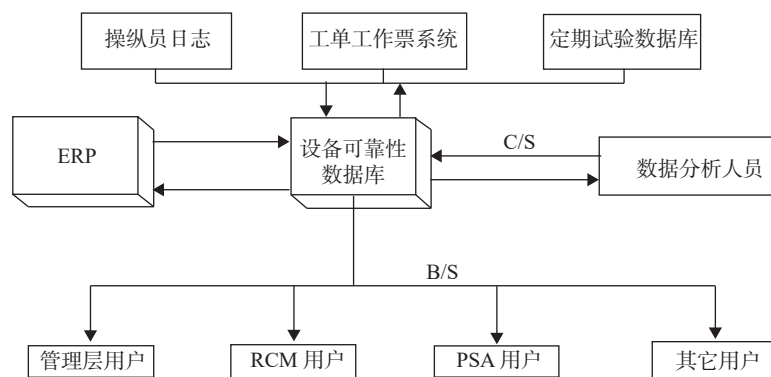 操纵员日志
工单工作票系统
定期试验数据库
ERP
设备可靠性
数据库
C/S
数据分析人员
B/S
管理层用户
RCM 用户
PSA 用户
其它用户